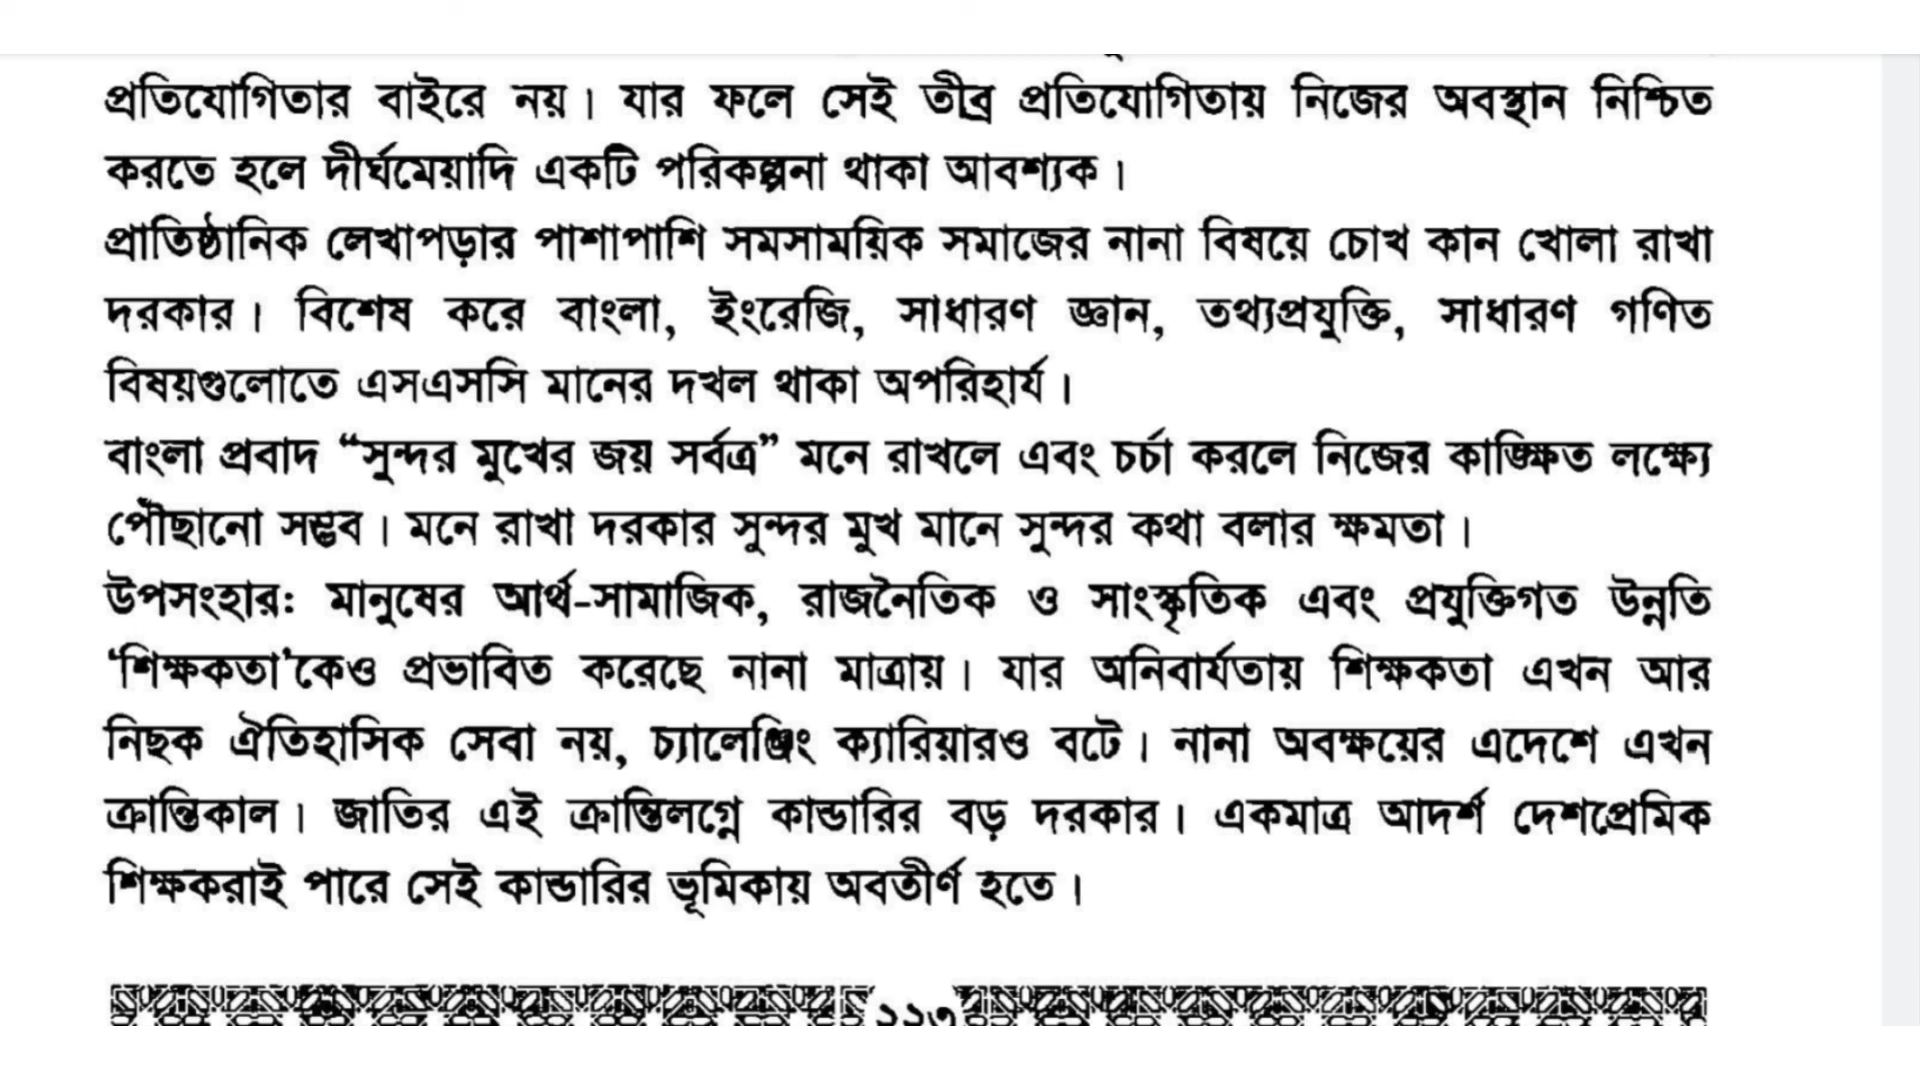 প্রতিযোগিতার বাইরে নয়। যার ফলে সেই তীব্র প্রতিযোগিতায় নিজের অবস্থান নিশ্চিত
করতে হলে দীর্ঘমেয়াদি একটি পরিকল্পনা থাকা আবশ্যক।
প্রাতিষ্ঠানিক লেখাপড়ার পাশাপাশি সমসাময়িক সমাজের নানা বিষয়ে চোখ কান খোলা রাখা
দরকার। বিশেষ করে বাংলা, ইংরেজি, সাধারণ জ্ঞান, তথ্যপ্রযুক্তি, সাধারণ গণিত
বিষয়গুলোতে এসএসসি মানের দখল থাকা অপরিহার্য।
বাংলা প্রবাদ “সুন্দর মুখের জয় সর্বত্র” মনে রাখলে এবং চর্চা করলে নিজের কাঙ্ক্ষিত লক্ষ্যে
পৌঁছানো সম্ভব। মনে রাখা দরকার সুন্দর মুখ মানে সুন্দর কথা বলার ক্ষমতা।
উপসংহার: মানুষের আর্থ-সামাজিক, রাজনৈতিক ও সাংস্কৃতিক এবং প্রযুক্তিগত উন্নতি
‘শিক্ষকতা’কেও প্রভাবিত করেছে নানা মাত্রায়। যার অনিবার্যতায় শিক্ষকতা এখন আর
নিছক ঐতিহাসিক সেবা নয়, চ্যালেঞ্জিং ক্যারিয়ারও বটে। নানা অবক্ষয়ের এদেশে এখন
ক্রান্তিকাল। জাতির এই ক্রান্তিলগ্নে কান্ডারির বড় দরকার। একমাত্র আদর্শ দেশপ্রেমিক
শিক্ষকরাই পারে সেই কান্ডারির ভূমিকায় অবতীর্ণ হতে।